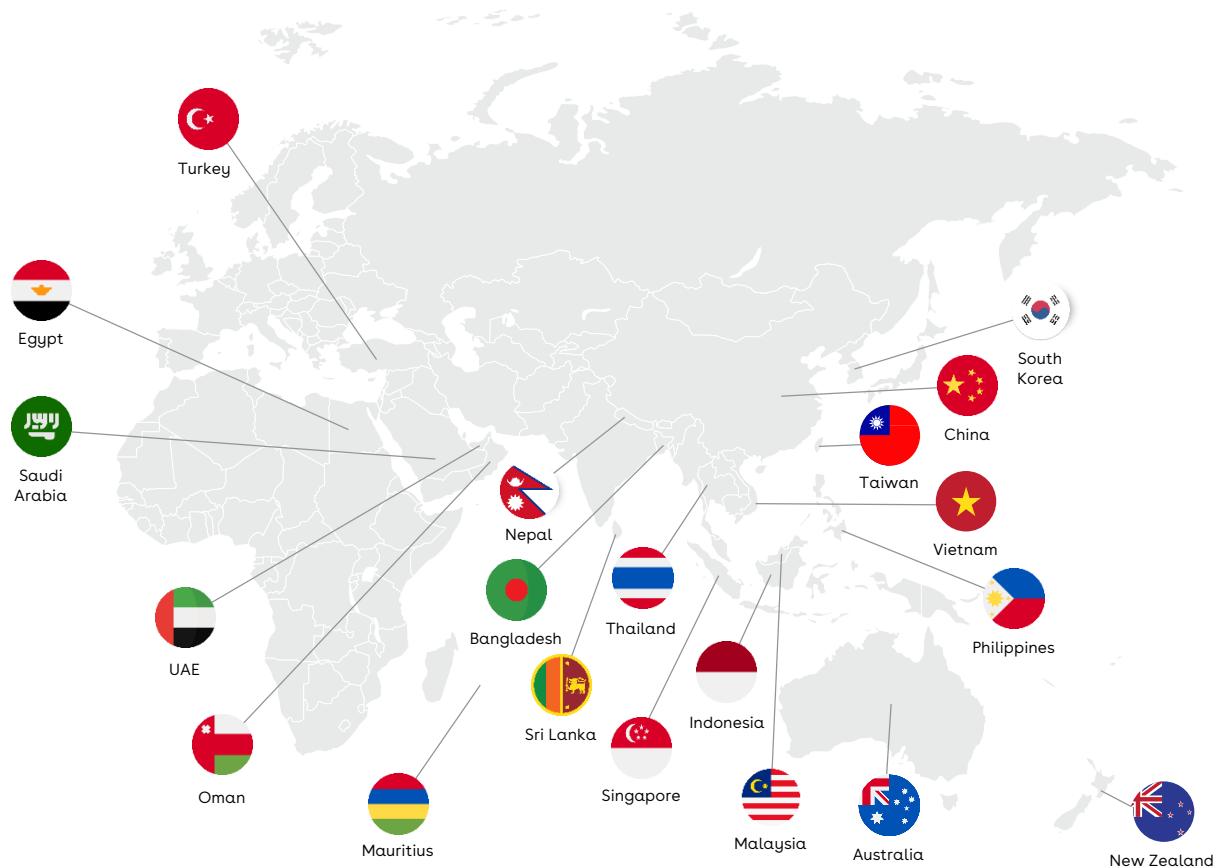 Turkey
Egypt
South
Korea
China
Saudi
Arabia
Taiwan
Nepal
Vietnam
Thailand
Bangladesh
Philippines
UAE
Indonesia
Sri Lanka
Oman
Singapore
Malaysia
Mauritius
Australia
New Zealand